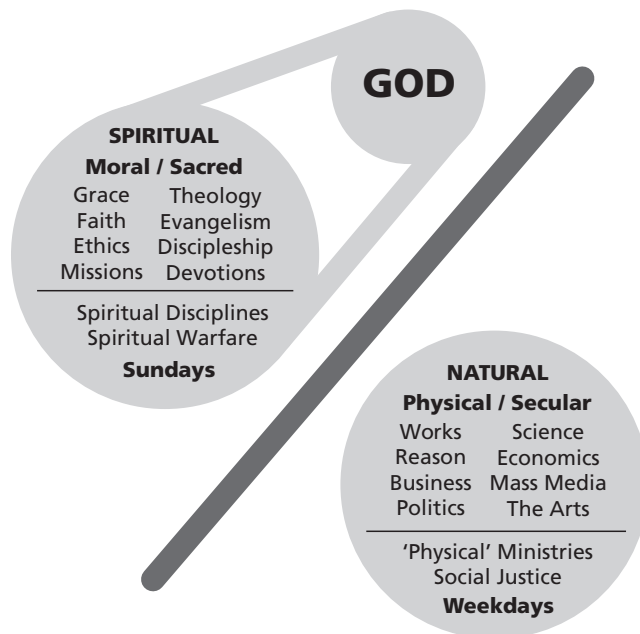 GOD
SPIRITUAL
Moral / Sacred
Grace Theology
Faith Evangelism
Ethics Discipleship
Missions Devotions
Spiritual Disciplines
Spiritual Warfare
Sundays
NATURAL
Physical / Secular
Works Science
Reason Economics
Business Mass Media
Politics The Arts
‘Physical’ Ministries
Social Justice
Weekdays